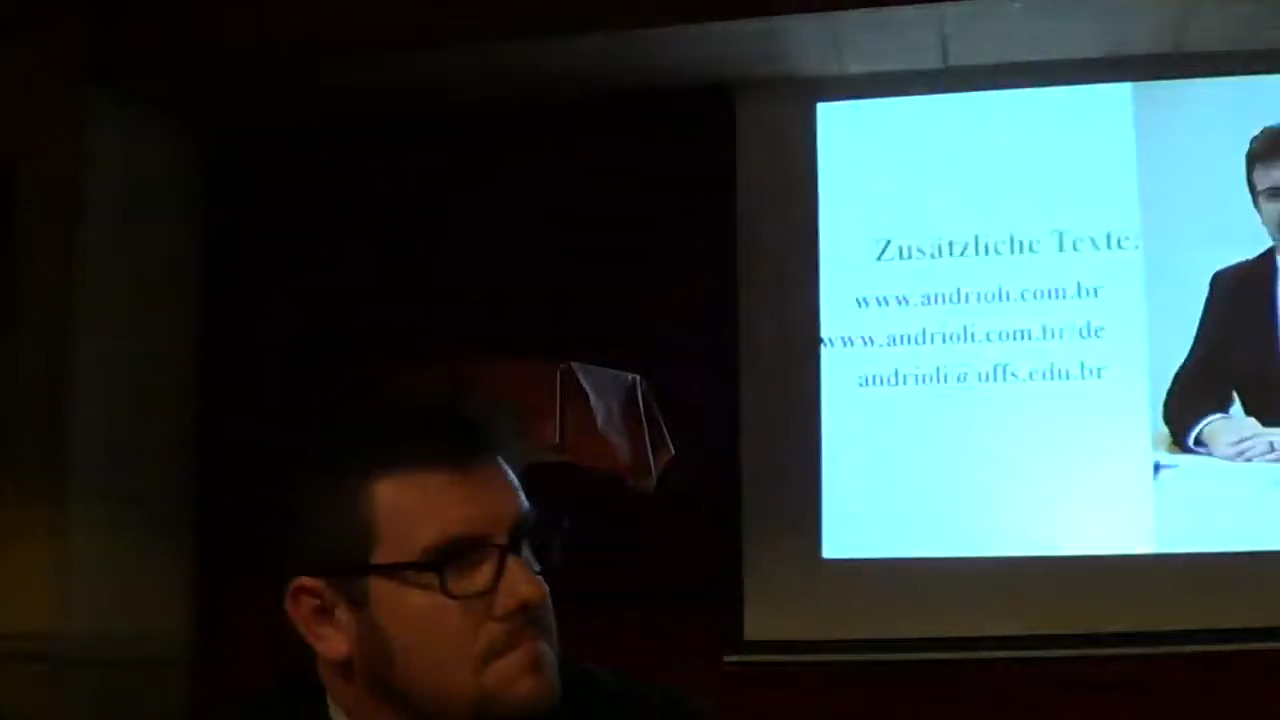 Zusätzliche Texte:
www.andrioli.com.br
www.andrioli.com.br/de
andrioli@uffs.edu.br